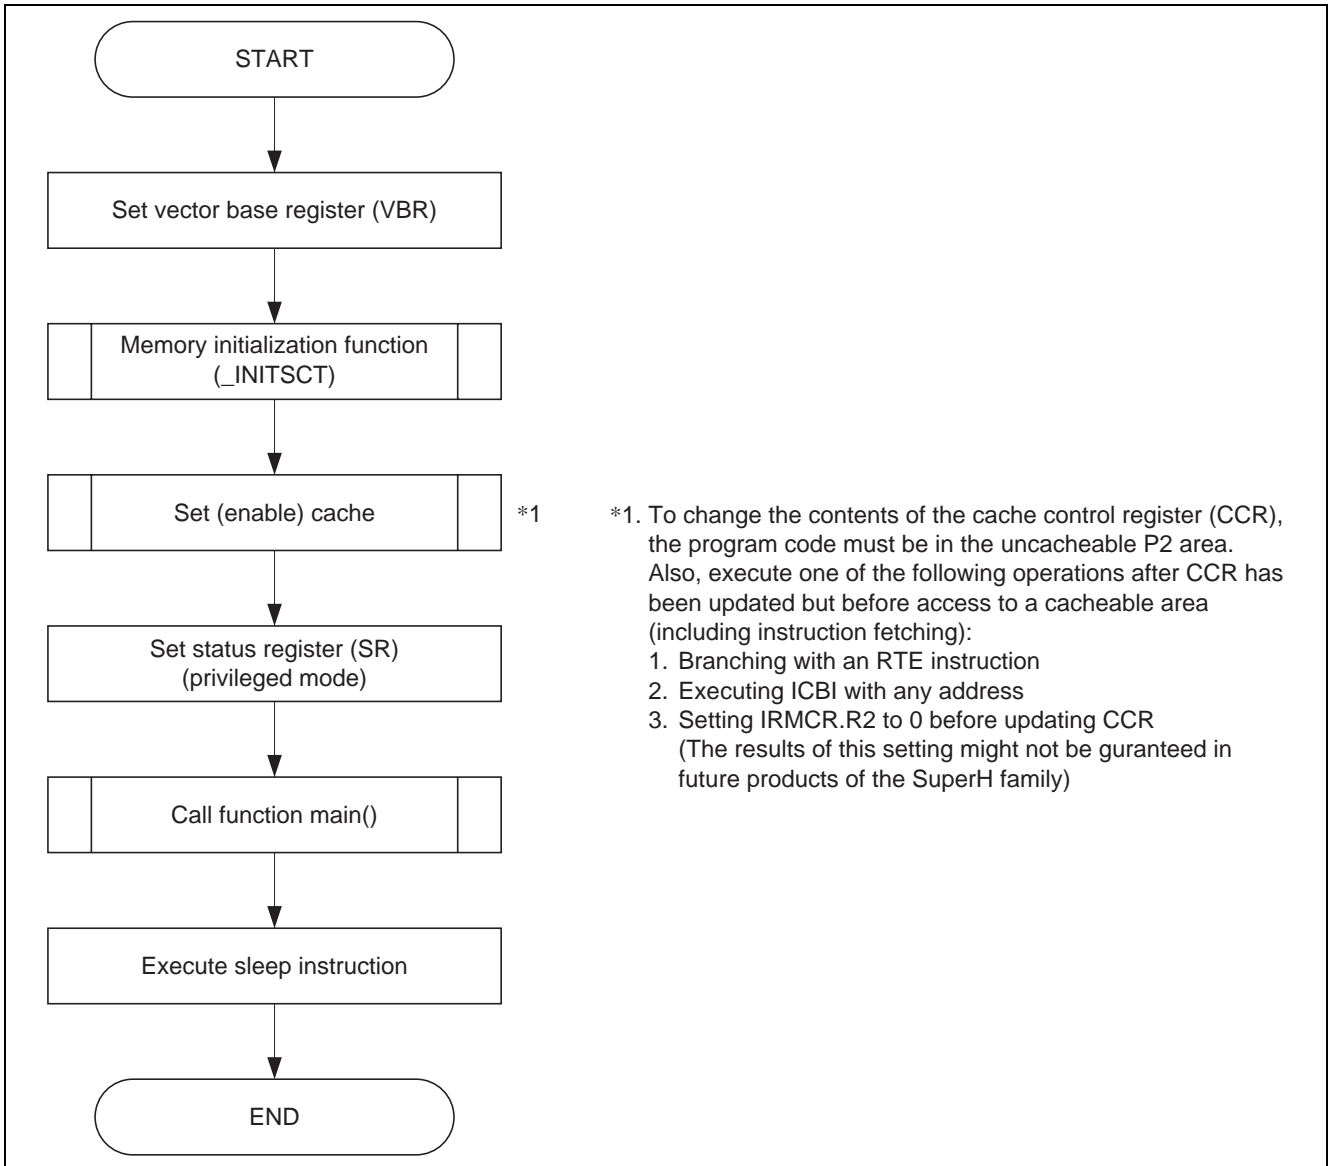 START
Set vector base register (VBR)
Memory initialization function
(_INITSCT)
Set (enable) cache
*1
*1. To change the contents of the cache control register (CCR),
the program code must be in the uncacheable P2 area.
Also, execute one of the following operations after CCR has
been updated but before access to a cacheable area
(including instruction fetching):
1. Branching with an RTE instruction
2. Executing ICBI with any address
3. Setting IRMCR.R2 to 0 before updating CCR
(The results of this setting might not be guranteed in
future products of the SuperH family)
Set status register (SR)
(privileged mode)
Call function main()
Execute sleep instruction
END